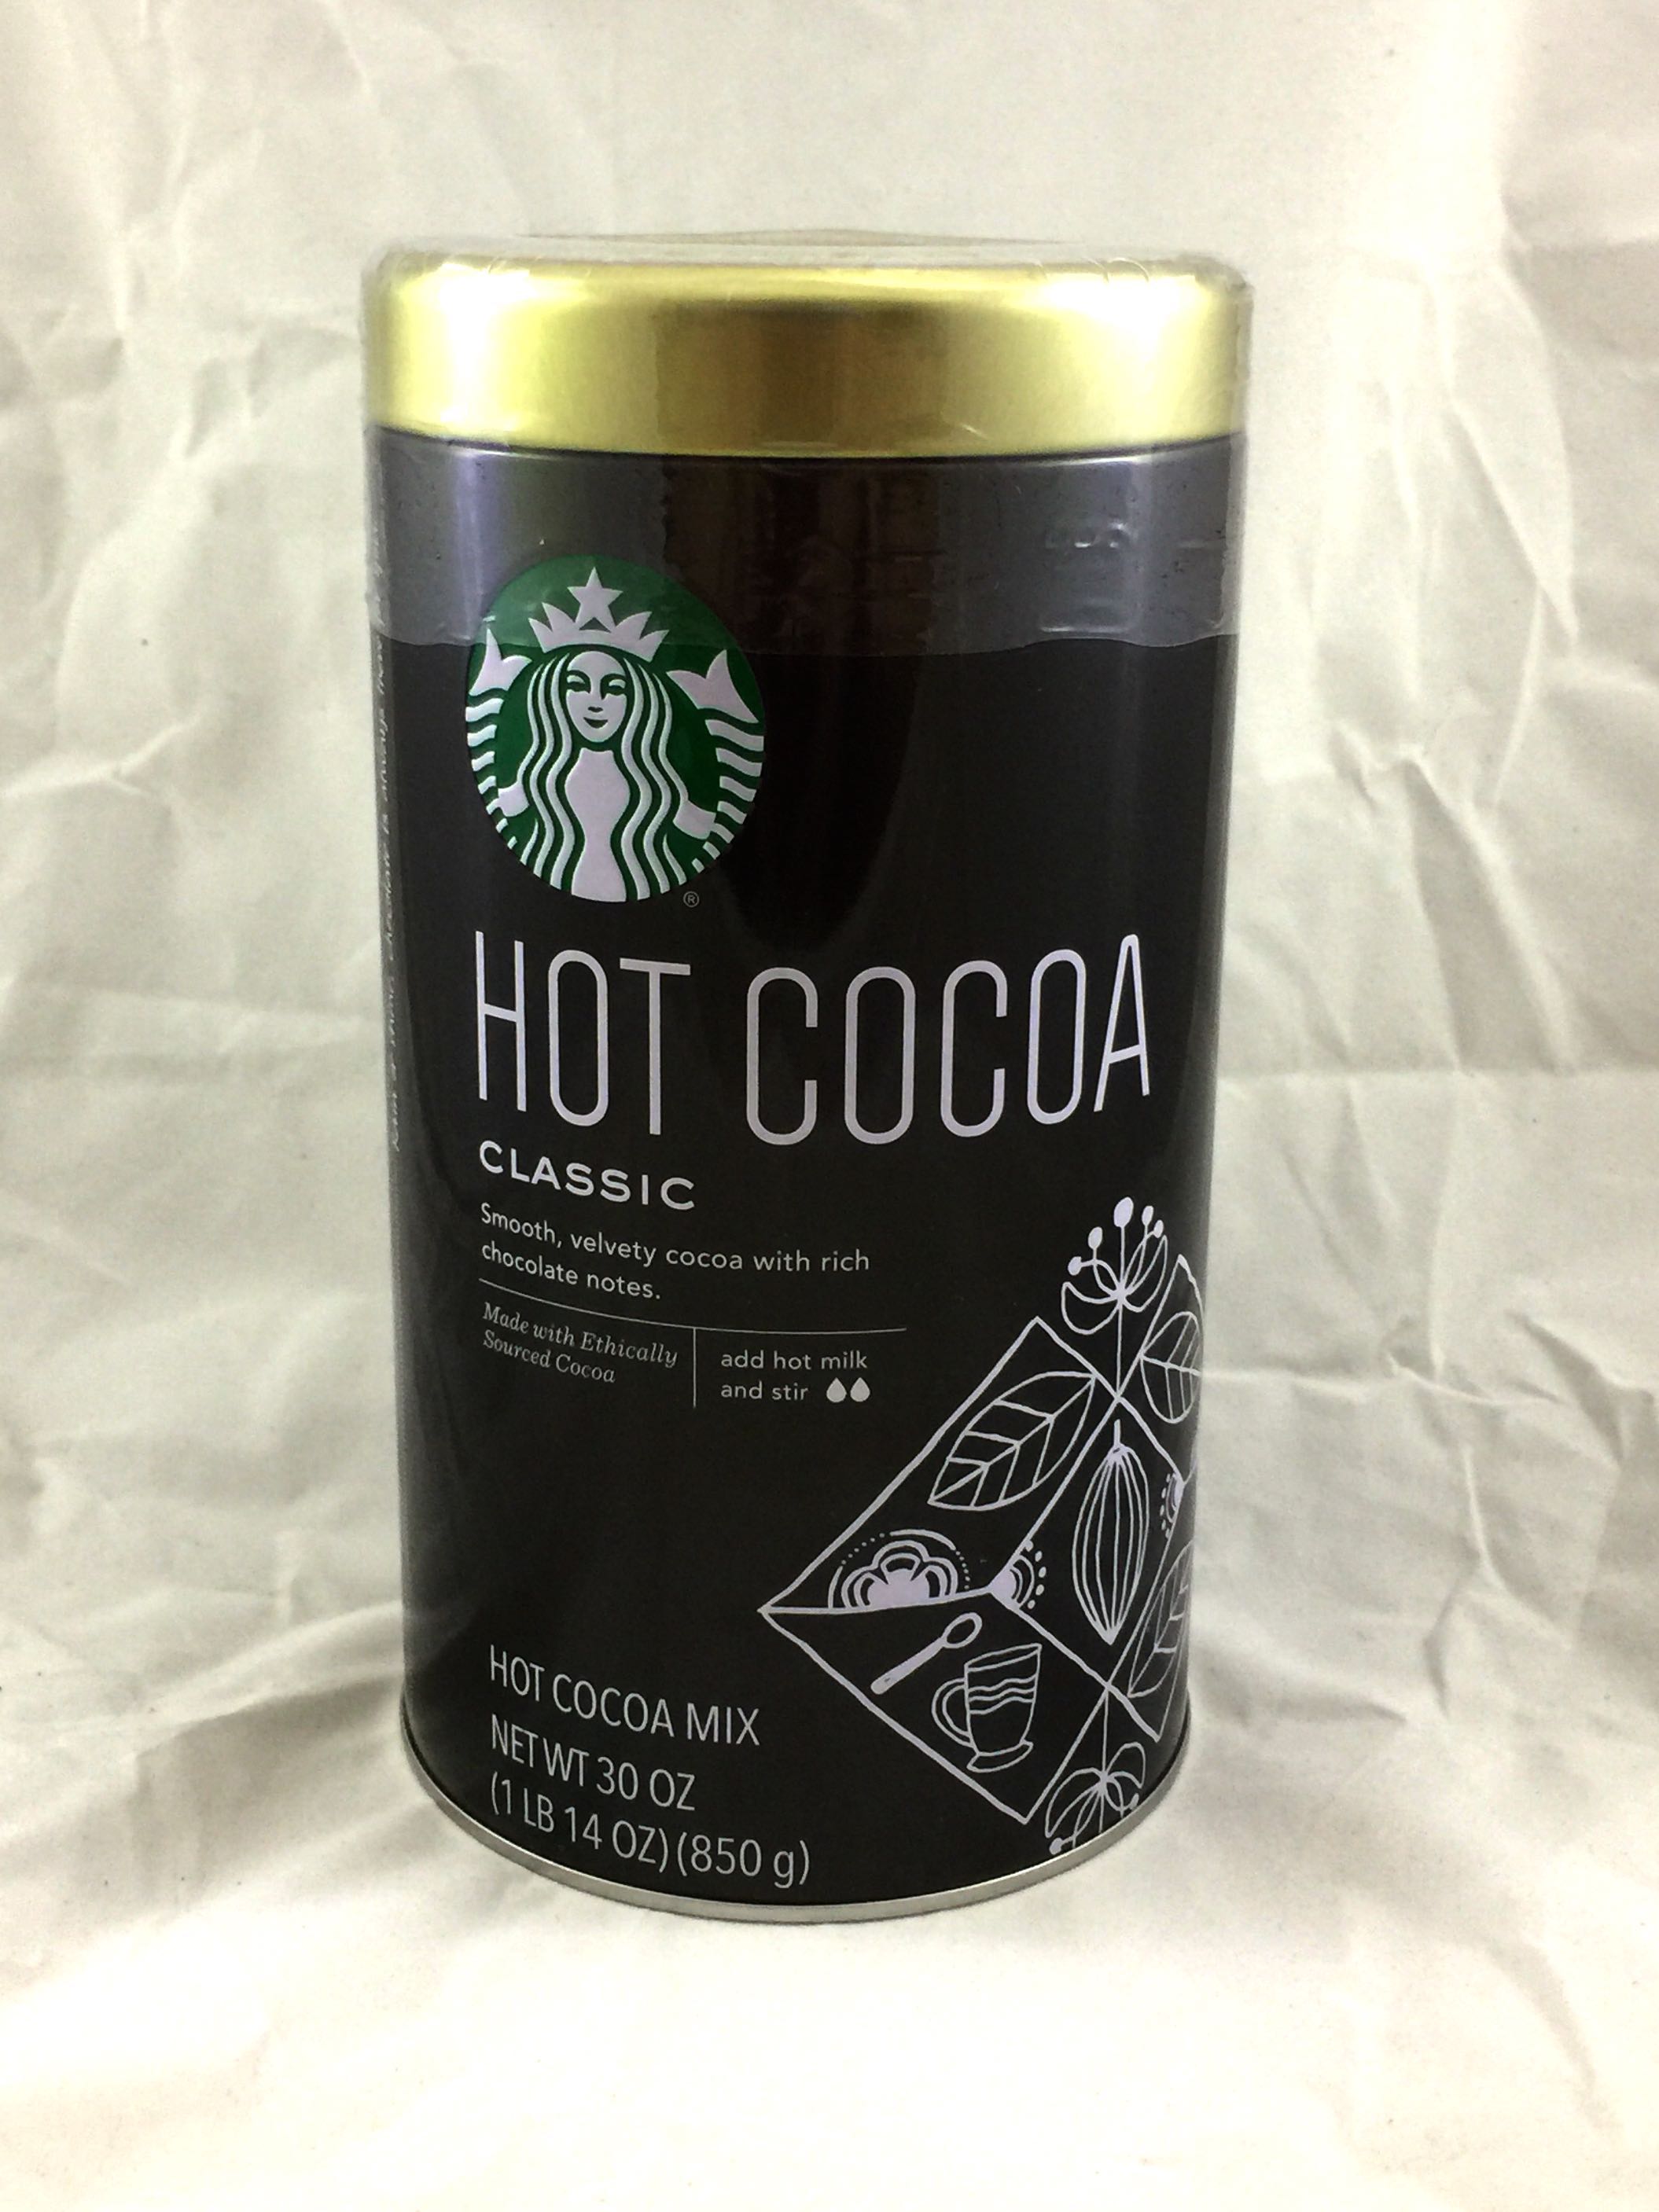 ®
HOT COCOA
CLASSIC
Smooth, velvety cocoa with rich
chocolate notes.
Made with Ethically
Sourced Cocoa
add hot milk
and stir
HOT COCOA MIX
NET WT 30 OZ
(1 LB 14 OZ) (850 g)